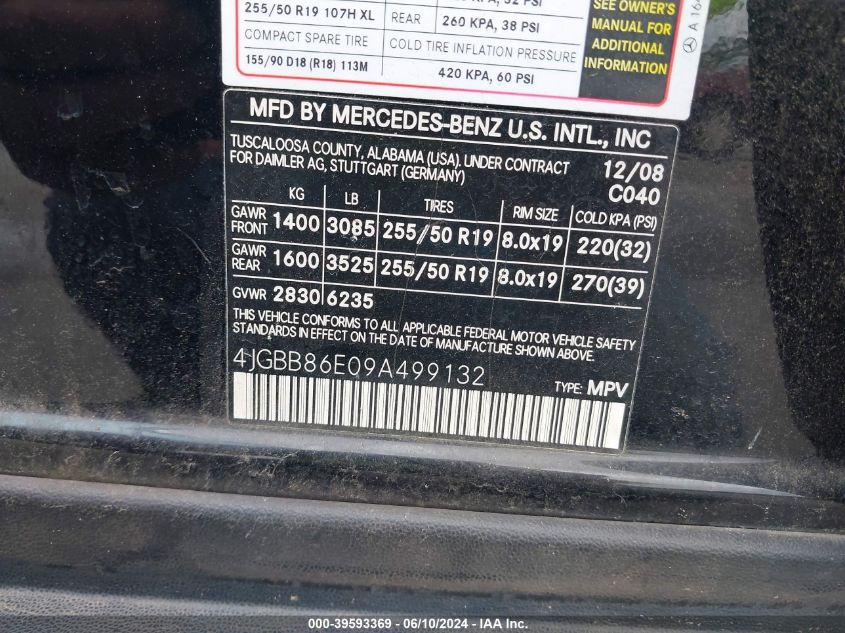 255/50 R19 107H XL
REAR
260 KPA, 38 PSI
COMPACT SPARE TIRE
COLD TIRE INFLATION PRESSURE
155/90 D18 (R18) 113M
420 KPA, 60 PSI
SEE OWNER'S
MANUAL FOR
ADDITIONAL
INFORMATION
MFD BY MERCEDES-BENZ U.S. INTL., INC
TUSCALOOSA COUNTY, ALABAMA (USA). UNDER CONTRACT
FOR DAIMLER AG, STUTTGART (GERMANY)
12/08
C040
KG LB TIRES RIM SIZE COLD KPA (PSI)
GAWR FRONT 1400 3085 255/50 R19 8.0x19 220(32)
GAWR REAR 1600 3525 255/50 R19 8.0x19 270(39)
GVWR 2830 6235
THIS VEHICLE CONFORMS TO ALL APPLICABLE FEDERAL MOTOR VEHICLE SAFETY
STANDARDS IN EFFECT ON THE DATE OF MANUFACTURE SHOWN ABOVE.
4JGBB86E09A499132
TYPE: MPV
000-39593369 - 06/10/2024 - IAA Inc.